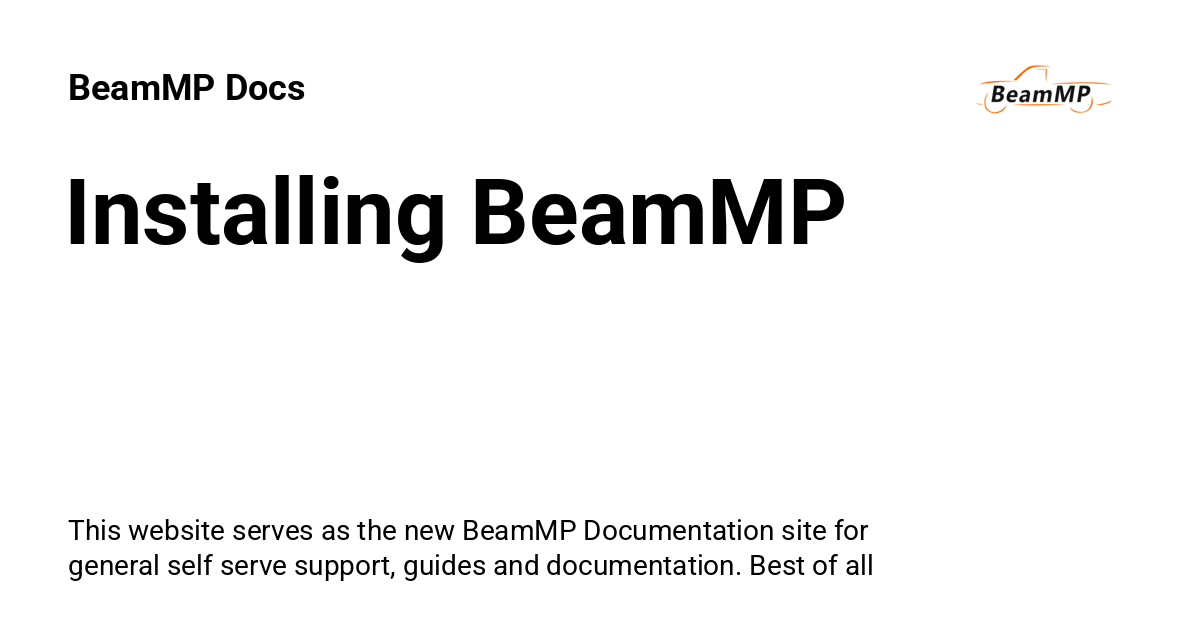 BeamMP Docs
BeamMP
Installing BeamMP
This website serves as the new BeamMP Documentation site for
general self serve support, guides and documentation. Best of all